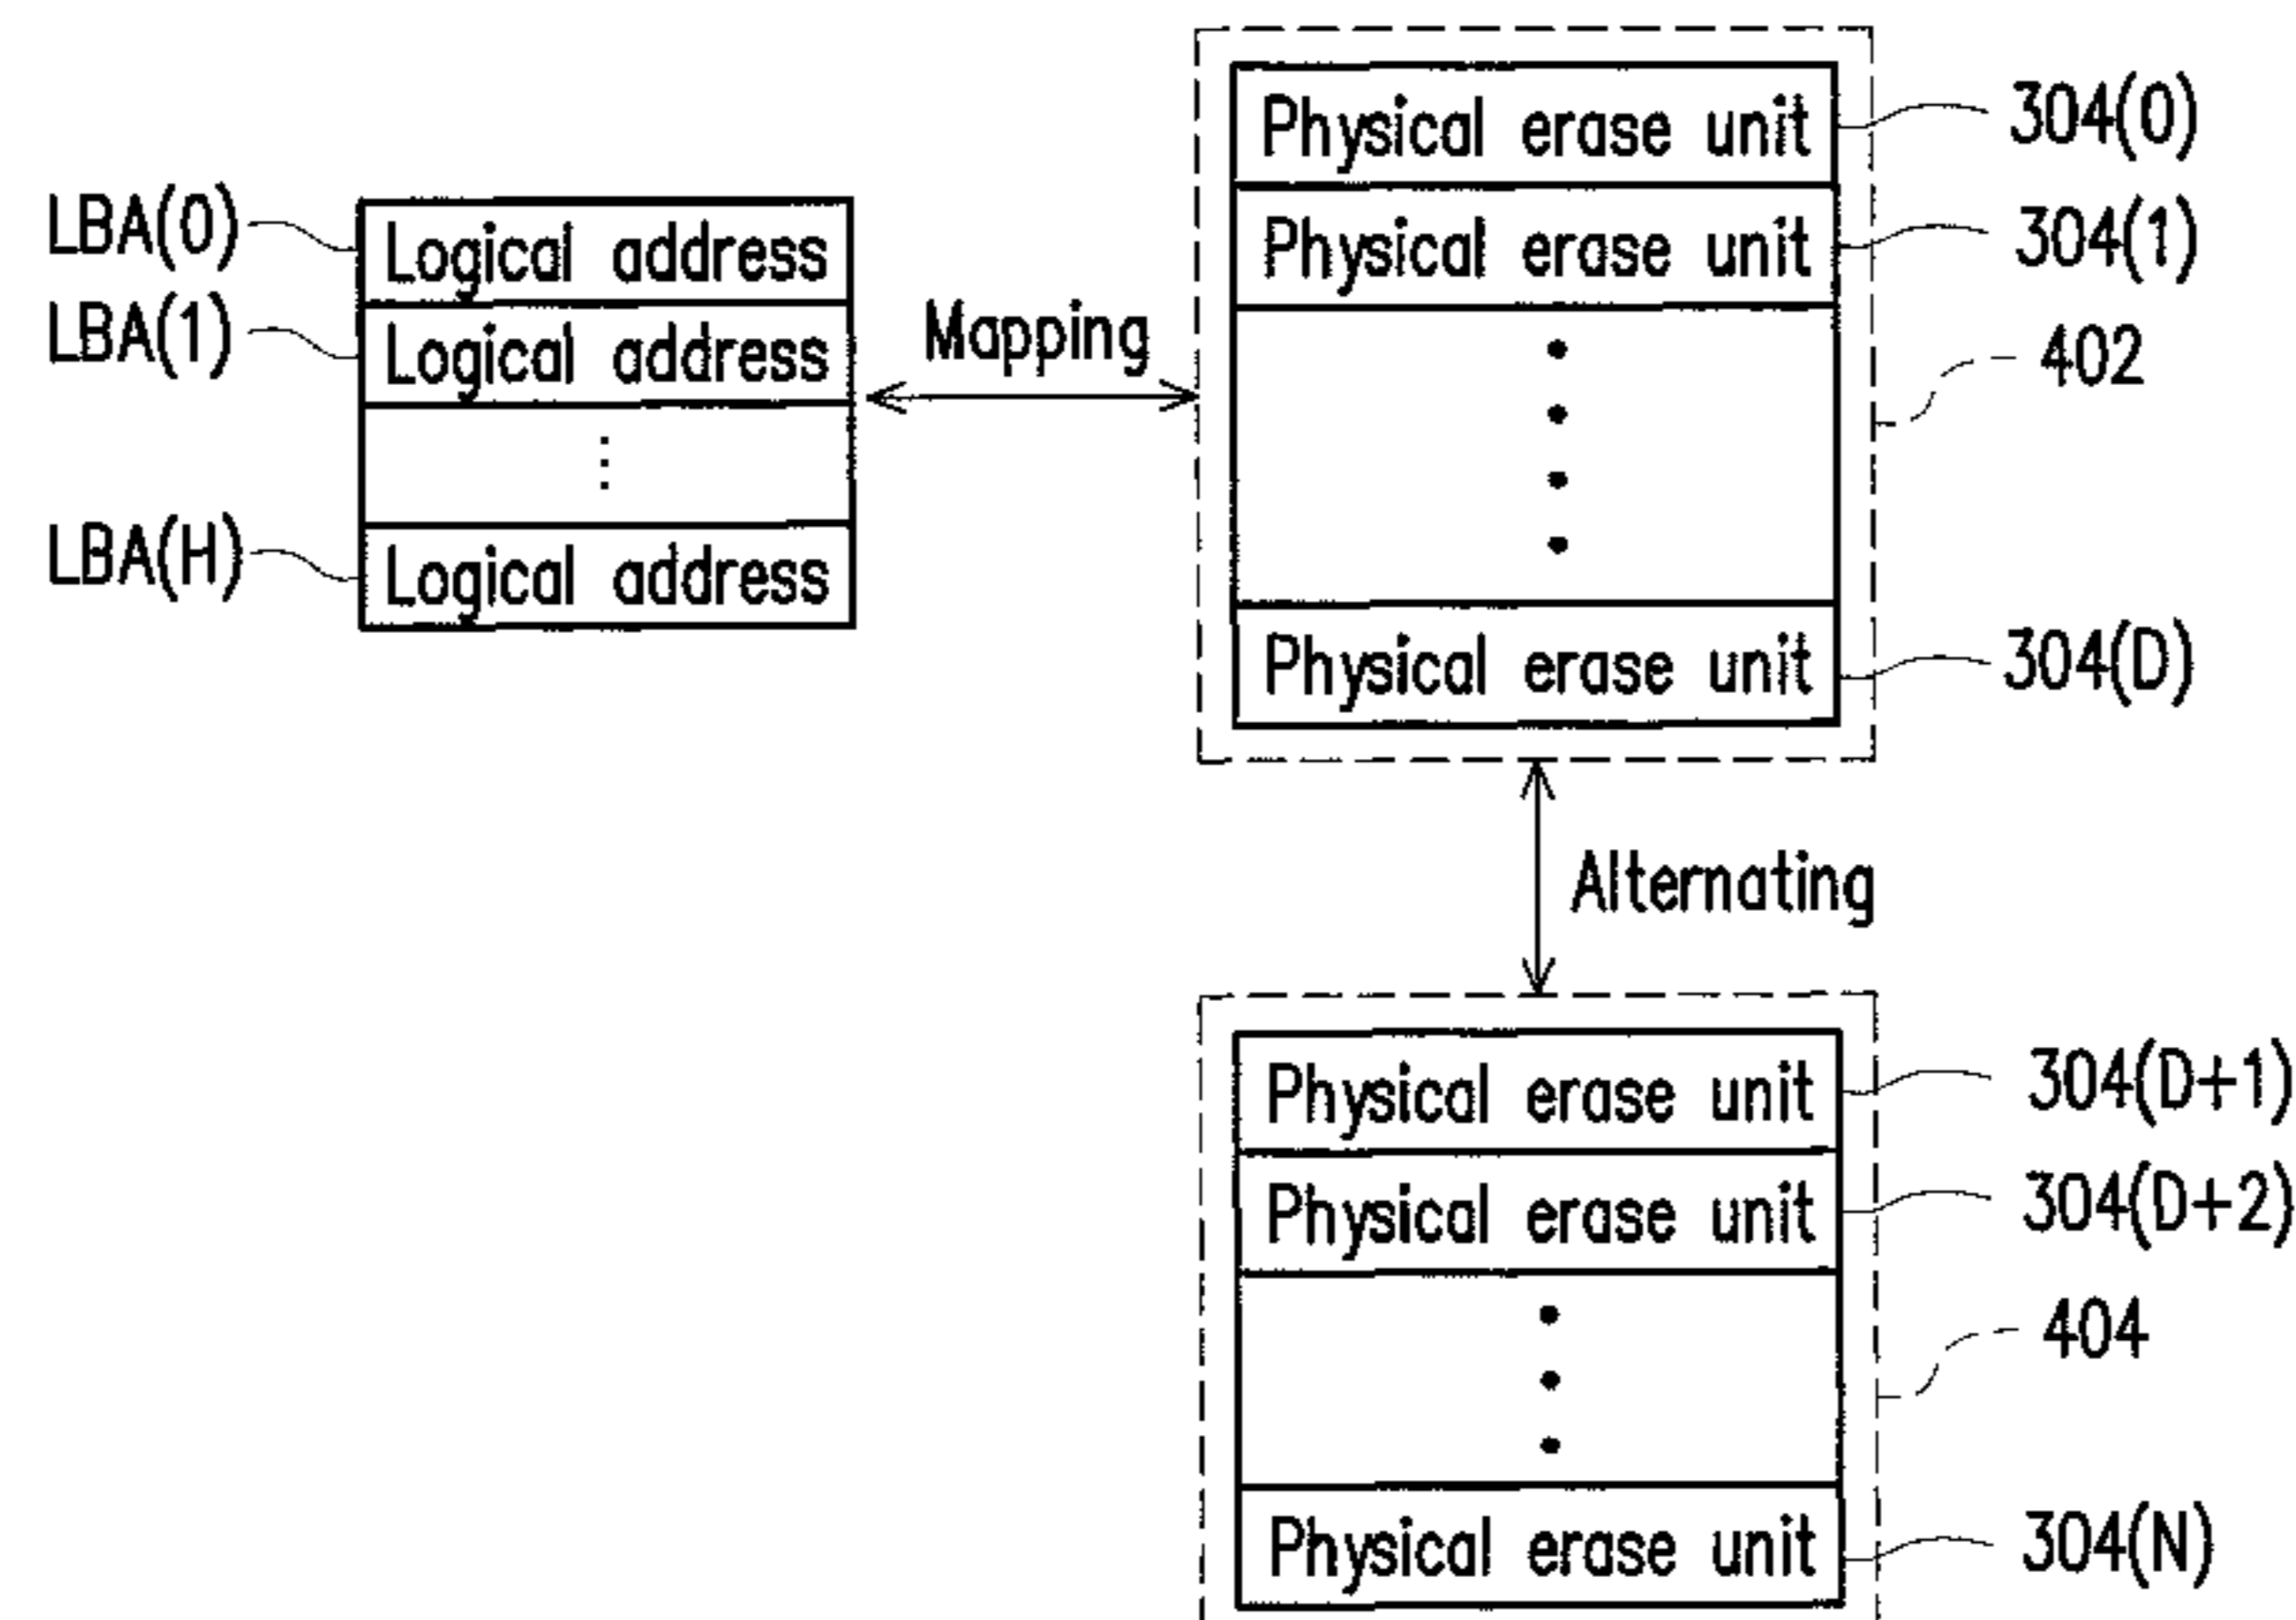 LBA(0)
Logical address
LBA(1)
Logical address
LBA(H)
Logical address
Mapping
Physical erase unit
304(0)
Physical erase unit
304(1)
402
Physical erase unit
304(D)
Alternating
Physical erase unit
304(D+1)
Physical erase unit
304(D+2)
404
Physical erase unit
304(N)